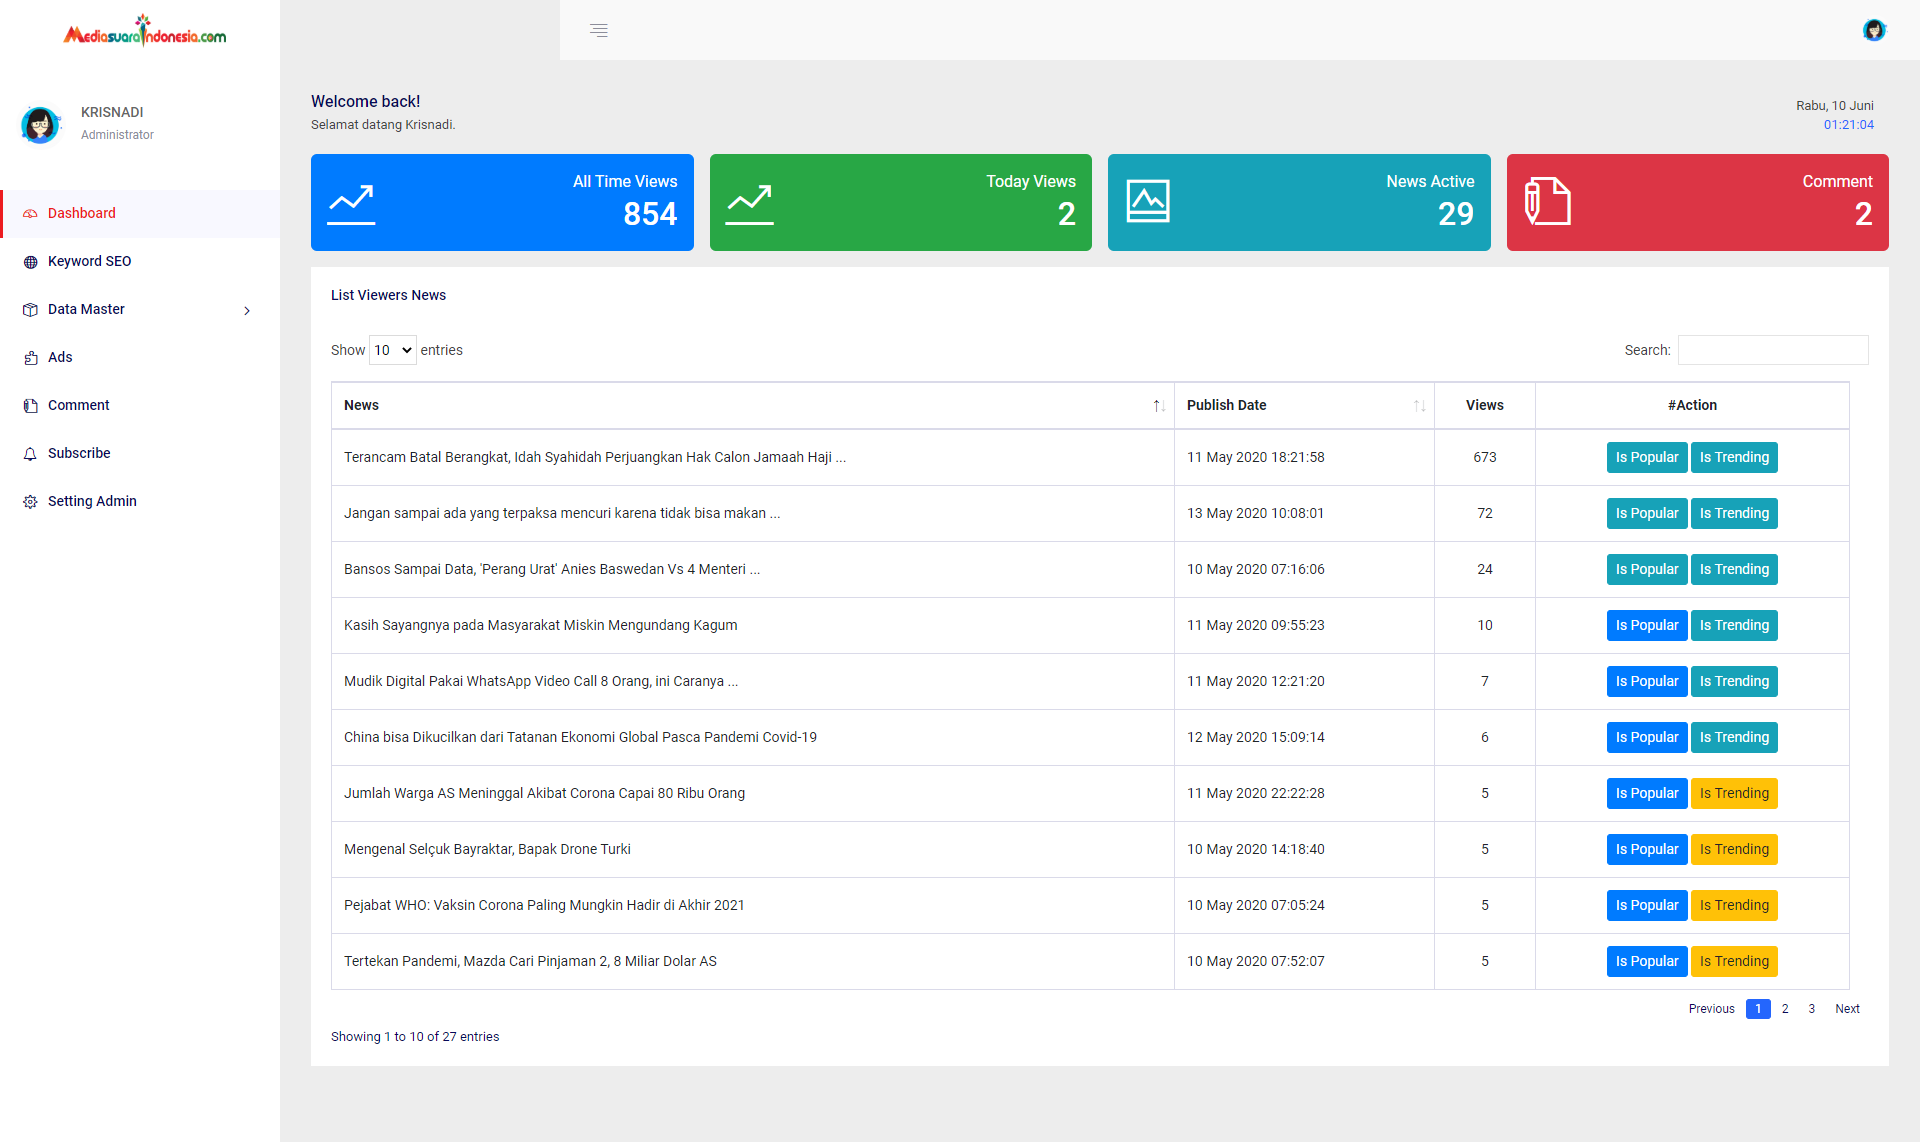 Mediasuaraindonesia.com
KRISNADI
Administrator
Dashboard
Keyword SEO
Data Master
Ads
Comment
Subscribe
Setting Admin
Welcome back!
Selamat datang Krisnadi.
Rabu, 10 Juni
01:21:04
All Time Views
854
Today Views
2
News Active
29
Comment
2
List Viewers News
Show 10 entries
Search:
News Publish Date Views #Action
Terancam Batal Berangkat, Idah Syahidah Perjuangkan Hak Calon Jamaah Haji ... 11 May 2020 18:21:58 673 Is Popular Is Trending
Jangan sampai ada yang terpaksa mencuri karena tidak bisa makan ... 13 May 2020 10:08:01 72 Is Popular Is Trending
Bansos Sampai Data, 'Perang Urat' Anies Baswedan Vs 4 Menteri ... 10 May 2020 07:16:06 24 Is Popular Is Trending
Kasih Sayangnya pada Masyarakat Miskin Mengundang Kagum 11 May 2020 09:55:23 10 Is Popular Is Trending
Mudik Digital Pakai WhatsApp Video Call 8 Orang, ini Caranya ... 11 May 2020 12:21:20 7 Is Popular Is Trending
China bisa Dikucilkan dari Tatanan Ekonomi Global Pasca Pandemi Covid-19 12 May 2020 15:09:14 6 Is Popular Is Trending
Jumlah Warga AS Meninggal Akibat Corona Capai 80 Ribu Orang 11 May 2020 22:22:28 5 Is Popular Is Trending
Mengenal Selçuk Bayraktar, Bapak Drone Turki 10 May 2020 14:18:40 5 Is Popular Is Trending
Pejabat WHO: Vaksin Corona Paling Mungkin Hadir di Akhir 2021 10 May 2020 07:05:24 5 Is Popular Is Trending
Tertekan Pandemi, Mazda Cari Pinjaman 2, 8 Miliar Dolar AS 10 May 2020 07:52:07 5 Is Popular Is Trending
Previous 1 2 3 Next
Showing 1 to 10 of 27 entries